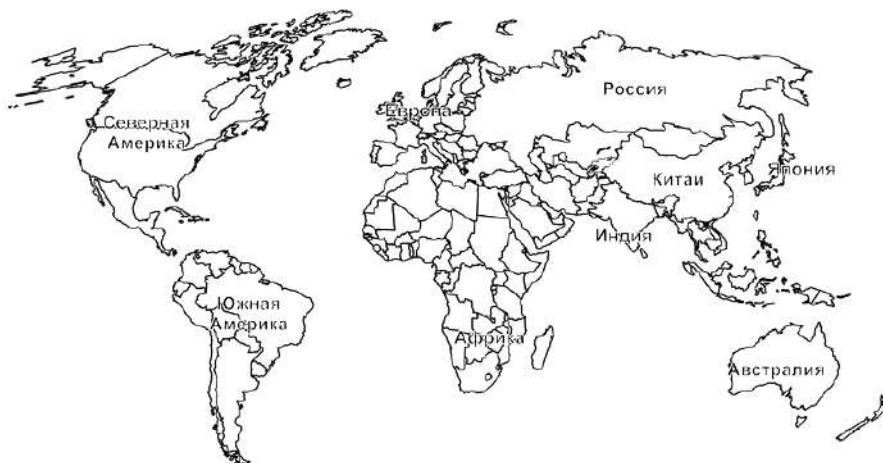 Россия
Европа
Северная
Америка
Япония
Китай
Индия
Южная
Америка
Африка
Австралия